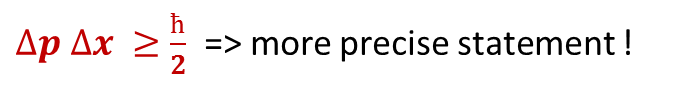 Δp Δx ≥ ħ/2 => more precise statement !